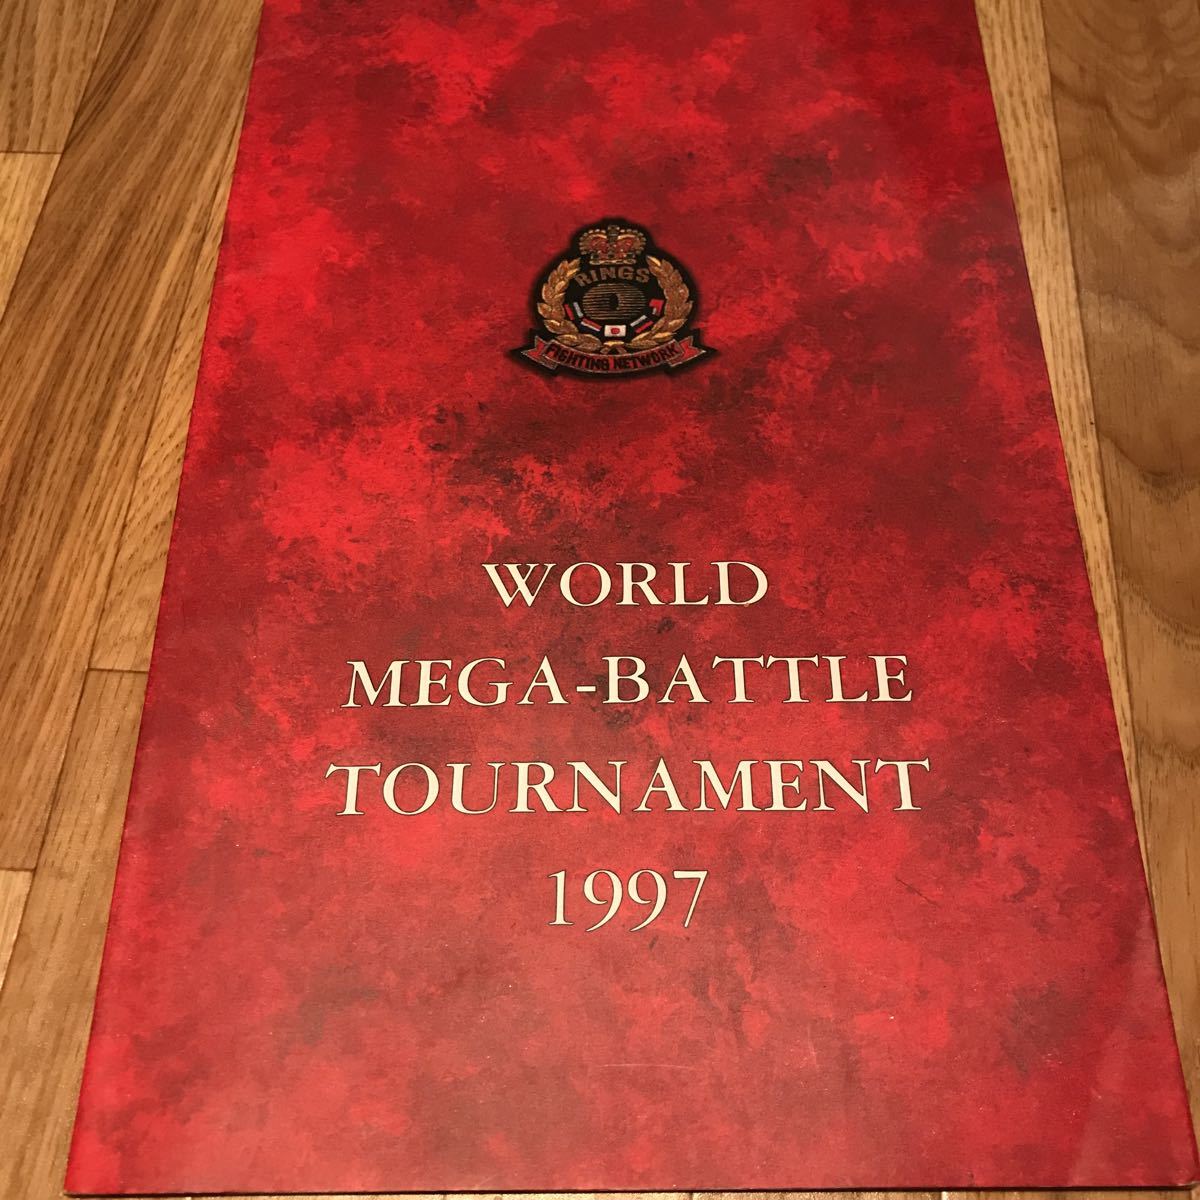 RINGS
FIGHTING NETWORK
WORLD
MEGA-BATTLE
TOURNAMENT
1997